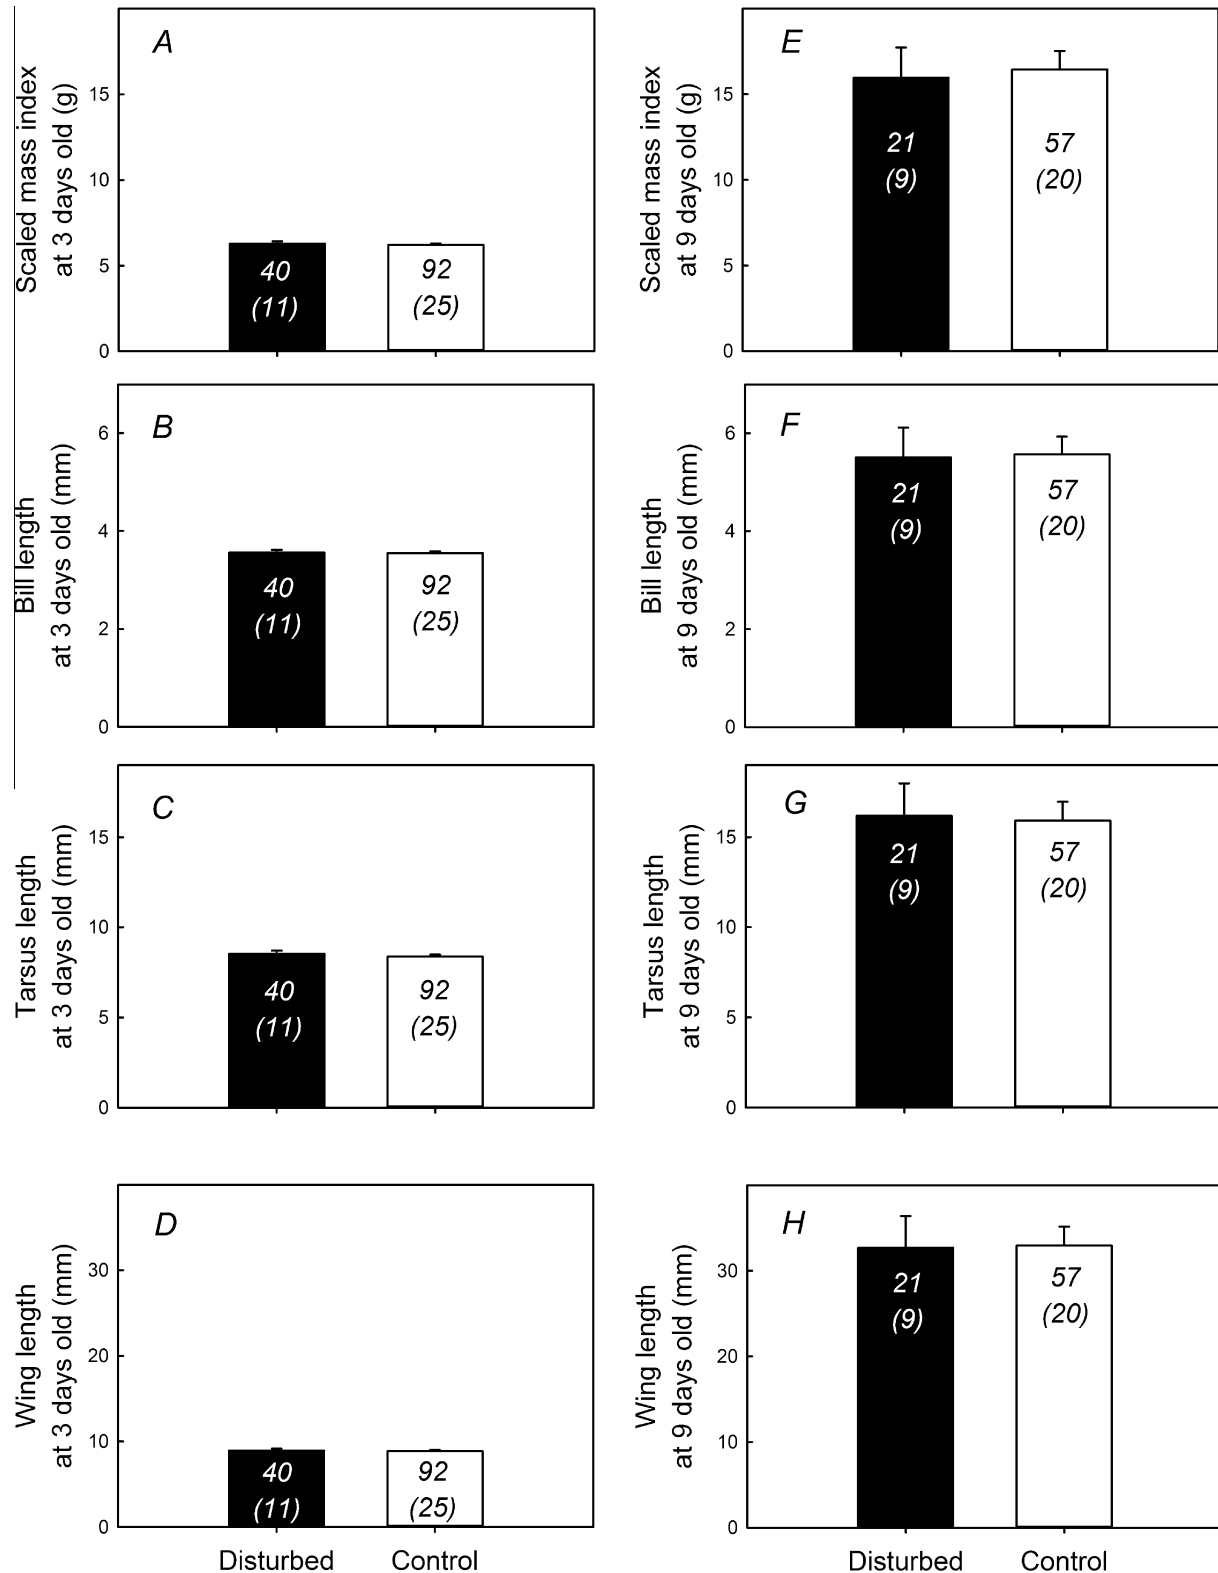 A
Scaled mass index
at 3 days old (g)
15
10
5
0
40
(11)
92
(25)
E
Scaled mass index
at 9 days old (g)
15
10
5
0
21
(9)
57
(20)
B
Bill length
at 3 days old (mm)
6
4
2
0
40
(11)
92
(25)
F
Bill length
at 9 days old (mm)
6
4
2
0
21
(9)
57
(20)
C
Tarsus length
at 3 days old (mm)
15
10
5
0
40
(11)
92
(25)
G
Tarsus length
at 9 days old (mm)
15
10
5
0
21
(9)
57
(20)
D
Wing length
at 3 days old (mm)
30
20
10
0
40
(11)
92
(25)
Disturbed
Control
H
Wing length
at 9 days old (mm)
30
20
10
0
21
(9)
57
(20)
Disturbed
Control